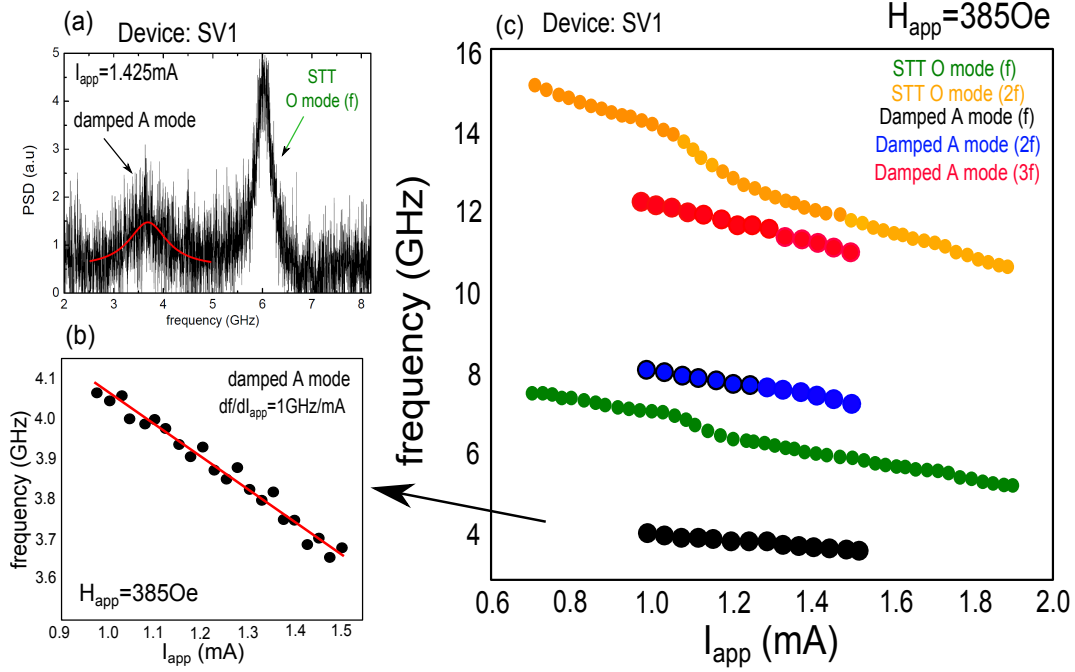 (a)
Device: SV1
I_app=1.425mA
STT
O mode (f)
damped A mode
PSD (a.u)
5
4
3
2
1
0
2 3 4 5 6 7 8
frequency (GHz)
(b)
damped A mode
df/dI_app=1GHz/mA
frequency (GHz)
4.1
4.0
3.9
3.8
3.7
3.6
H_app=385Oe
0.9 1.0 1.1 1.2 1.3 1.4 1.5
I_app (mA)
(c)
Device: SV1
H_app=385Oe
STT O mode (f)
STT O mode (2f)
Damped A mode (f)
Damped A mode (2f)
Damped A mode (3f)
frequency (GHz)
16
14
12
10
8
6
4
0.6 0.8 1.0 1.2 1.4 1.6 1.8 2.0
I_app (mA)